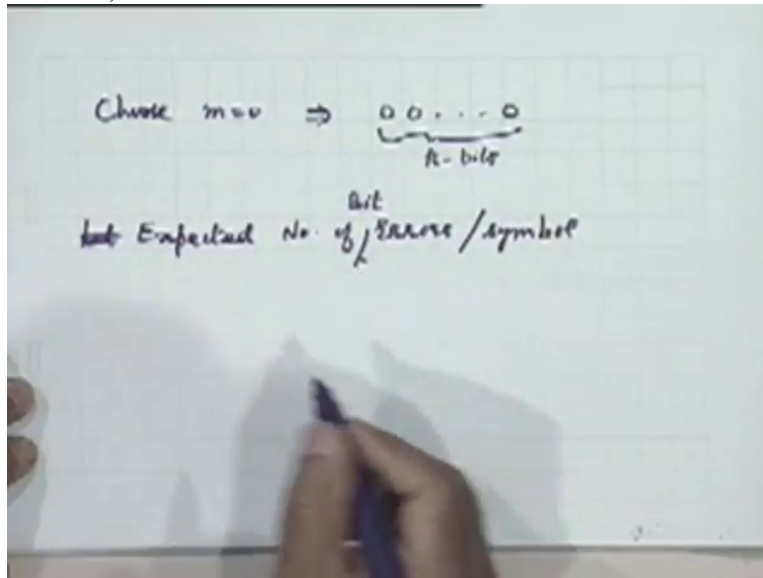 Choose m=0 ⇒ 0 0 . . . 0
k-bits
Bit
Expected No. of Errors / symbol